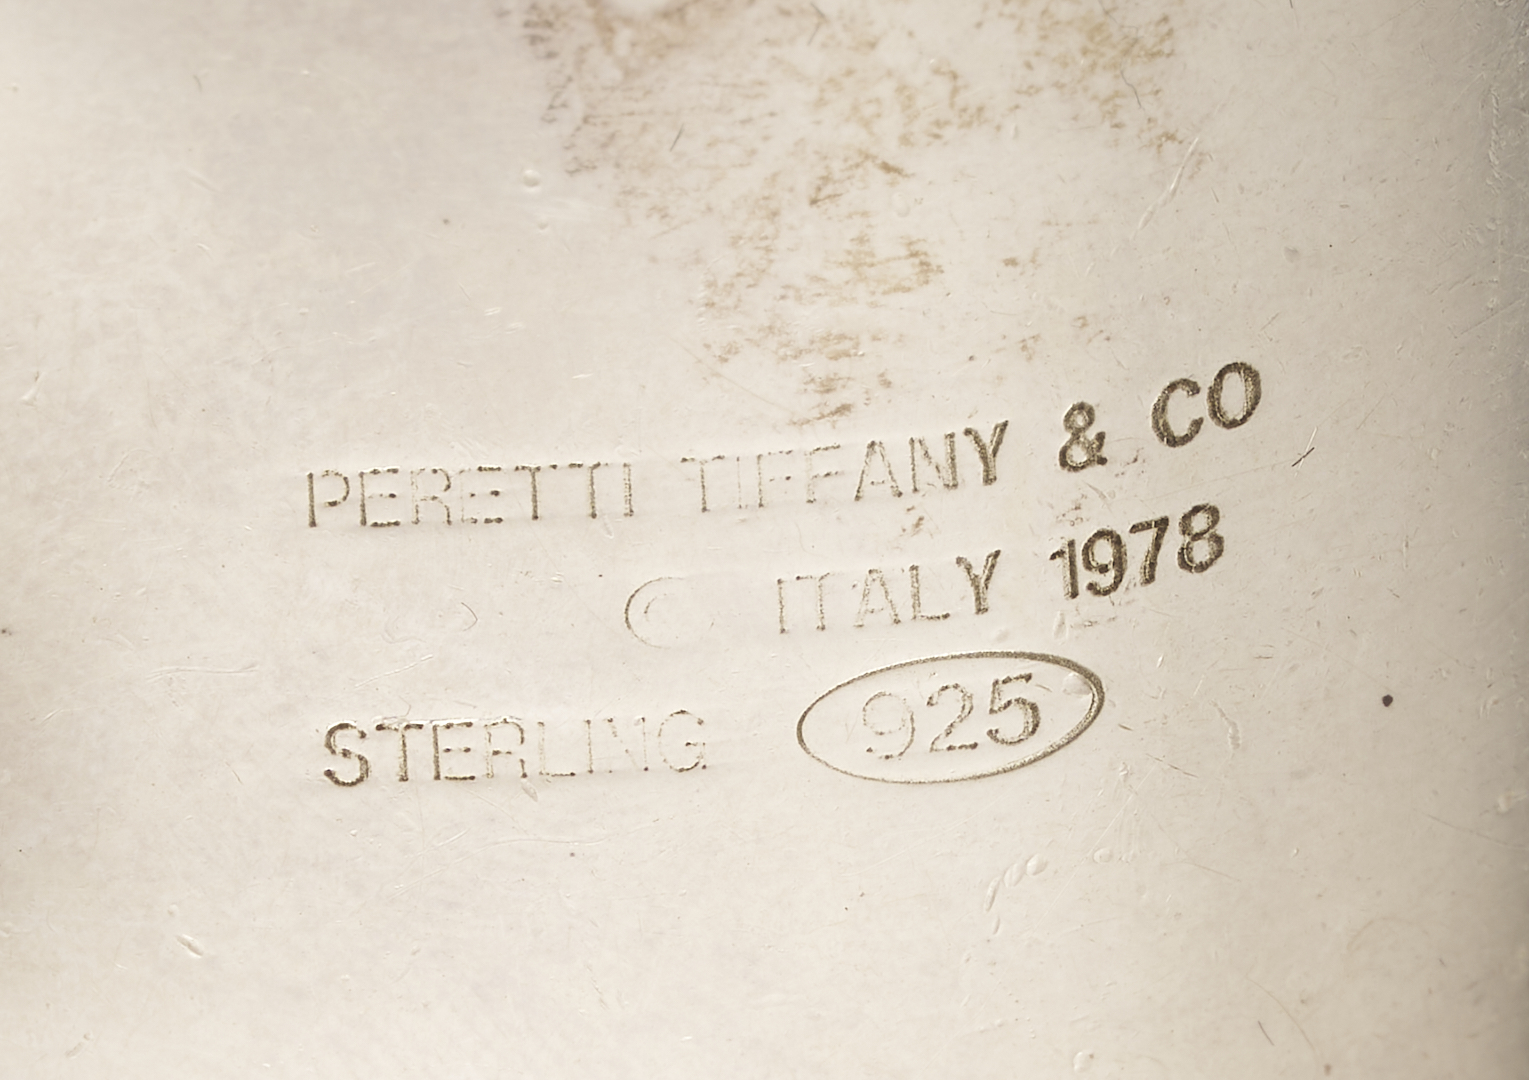 PERETTI TIFFANY & CO
© ITALY 1978
STERLING 925